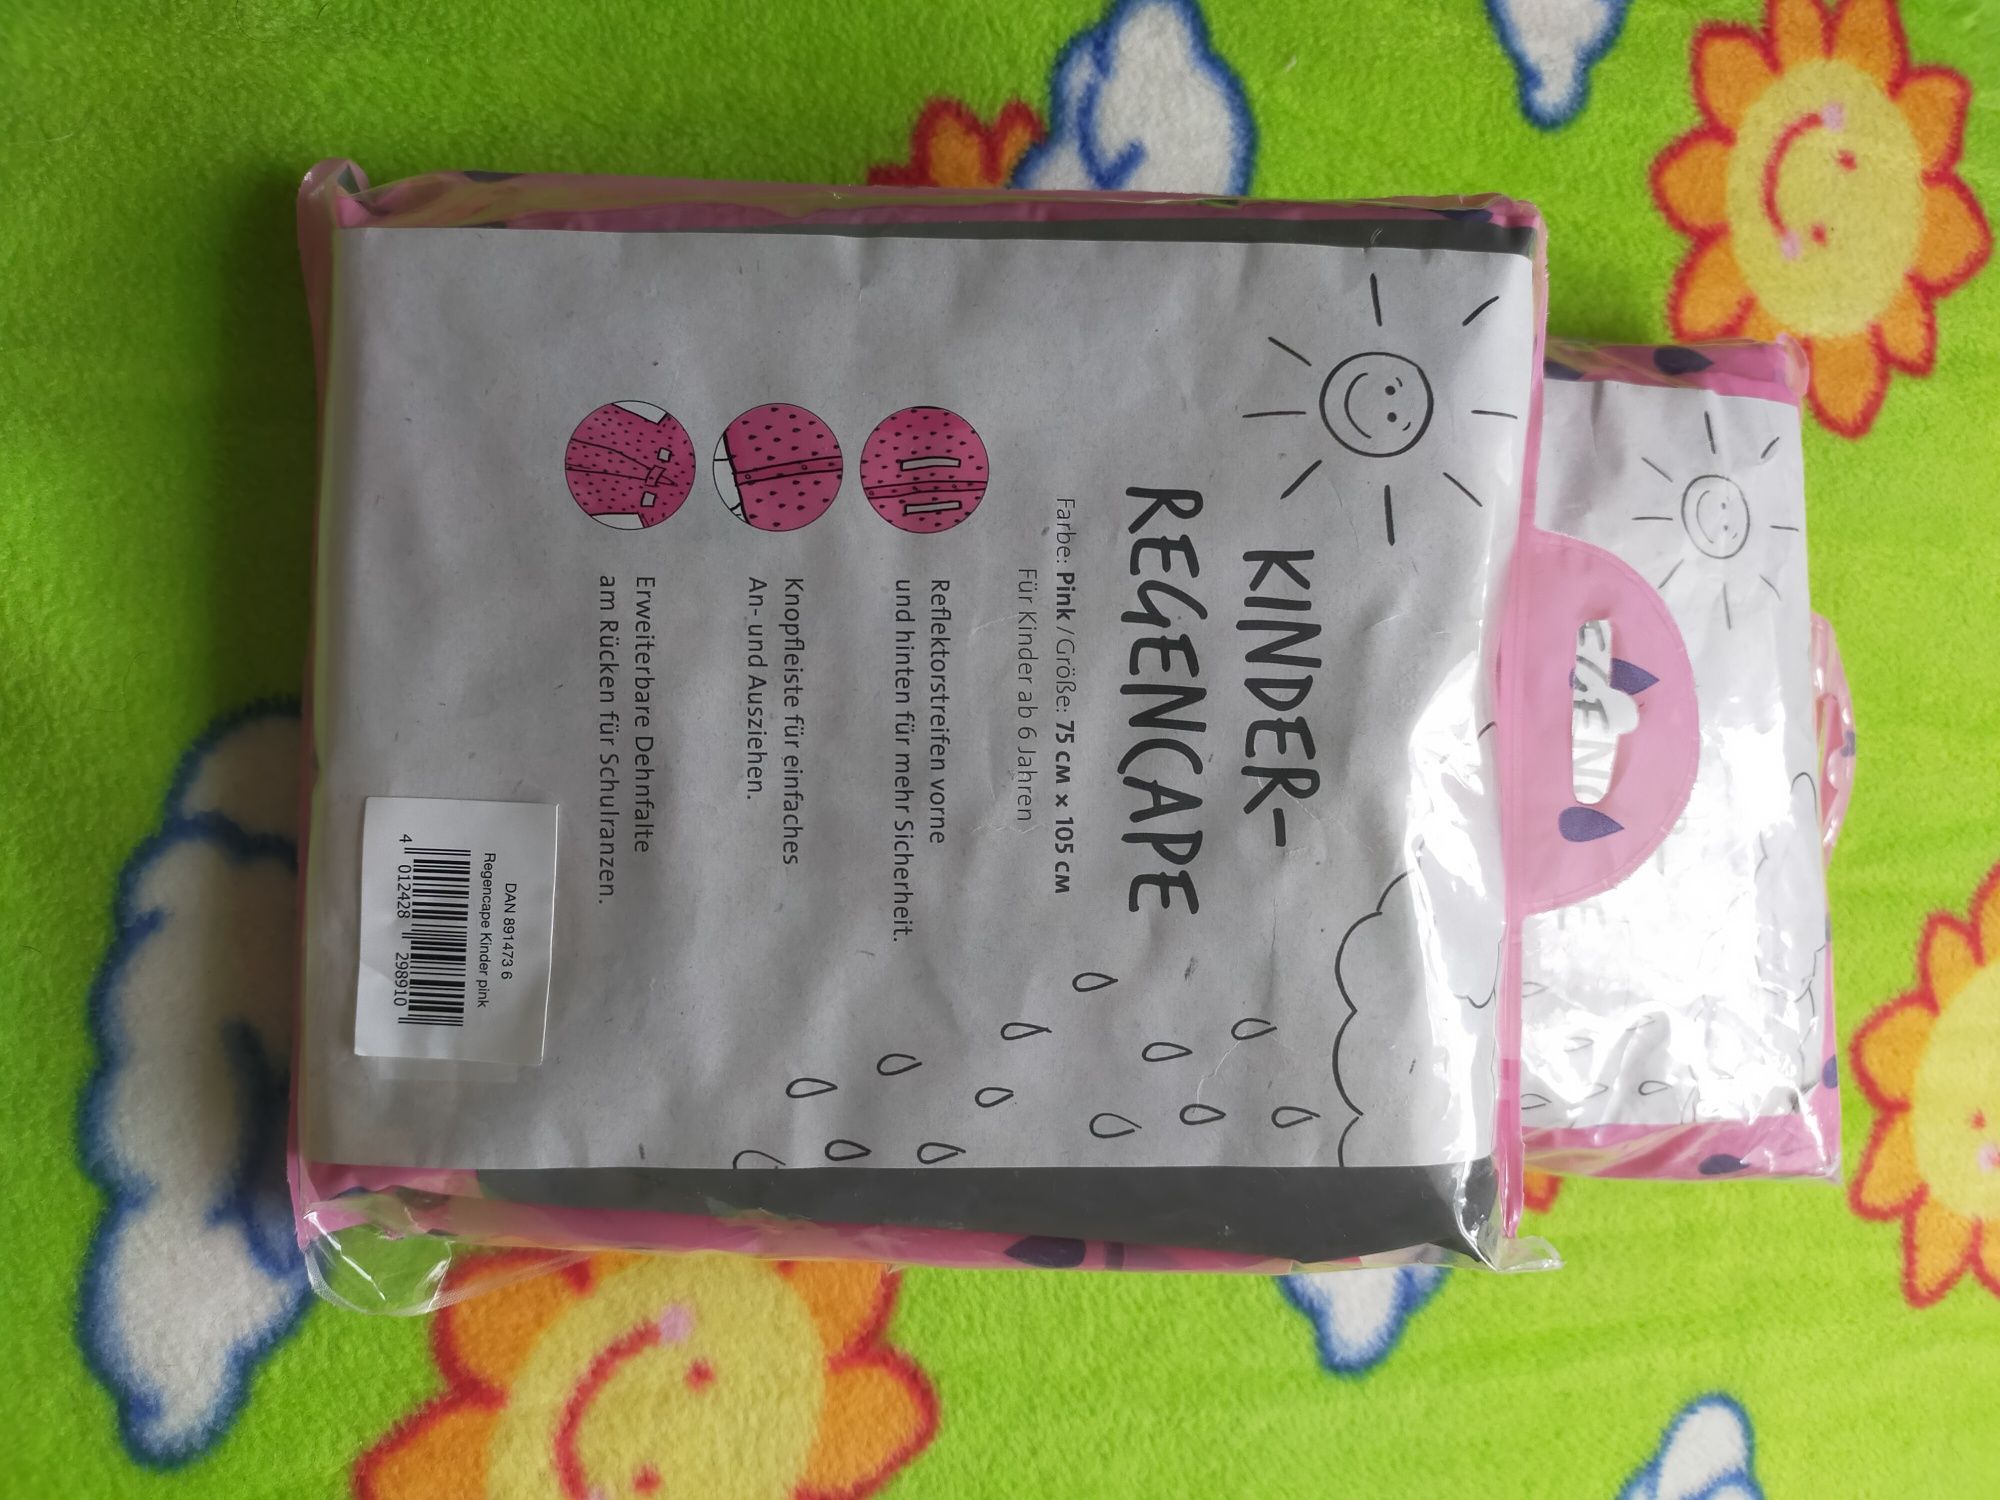 KINDER-
REGENCAPE
Farbe: Pink / Größe: 75 cm x 105 cm
Für Kinder ab 6 Jahren
Reflektorstreifen vorne
und hinten für mehr Sicherheit.
Knopfleiste für einfaches
An- und Ausziehen.
Erweiterbare Dehnfalte
am Rücken für Schulranzen.
DAN 891473 6
Regencape Kinder pink
4 012428 298910